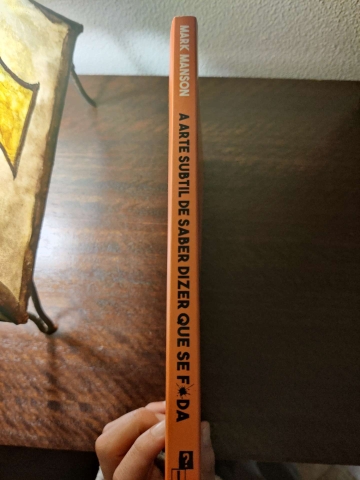 MARK MANSON
A ARTE SUBTIL DE SABER DIZER QUE SE F*DA
?